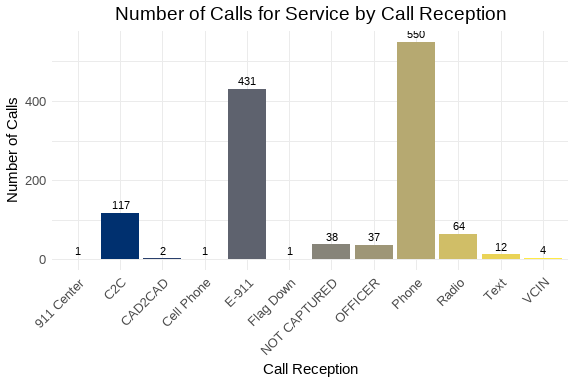 Number of Calls for Service by Call Reception
Number of Calls
400
200
0
1
117
2
1
431
1
38
37
550
64
12
4
911 Center
C2C
CAD2CAD
Cell Phone
E-911
Flag Down
NOT CAPTURED
OFFICER
Phone
Radio
Text
VCIN
Call Reception